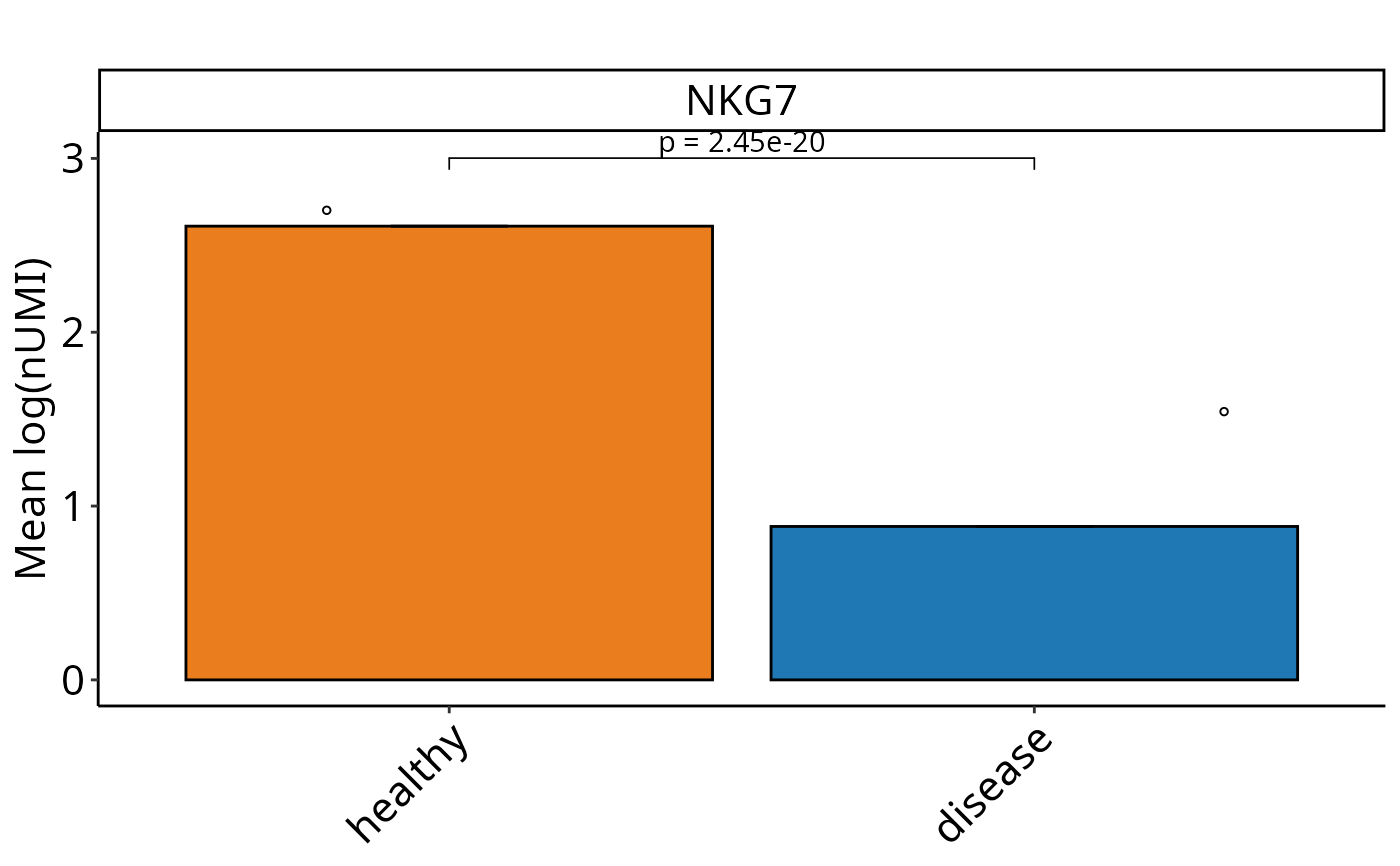 NKG7
p = 2.45e-20
Mean log(nUMI)
3
2
1
0
healthy
disease